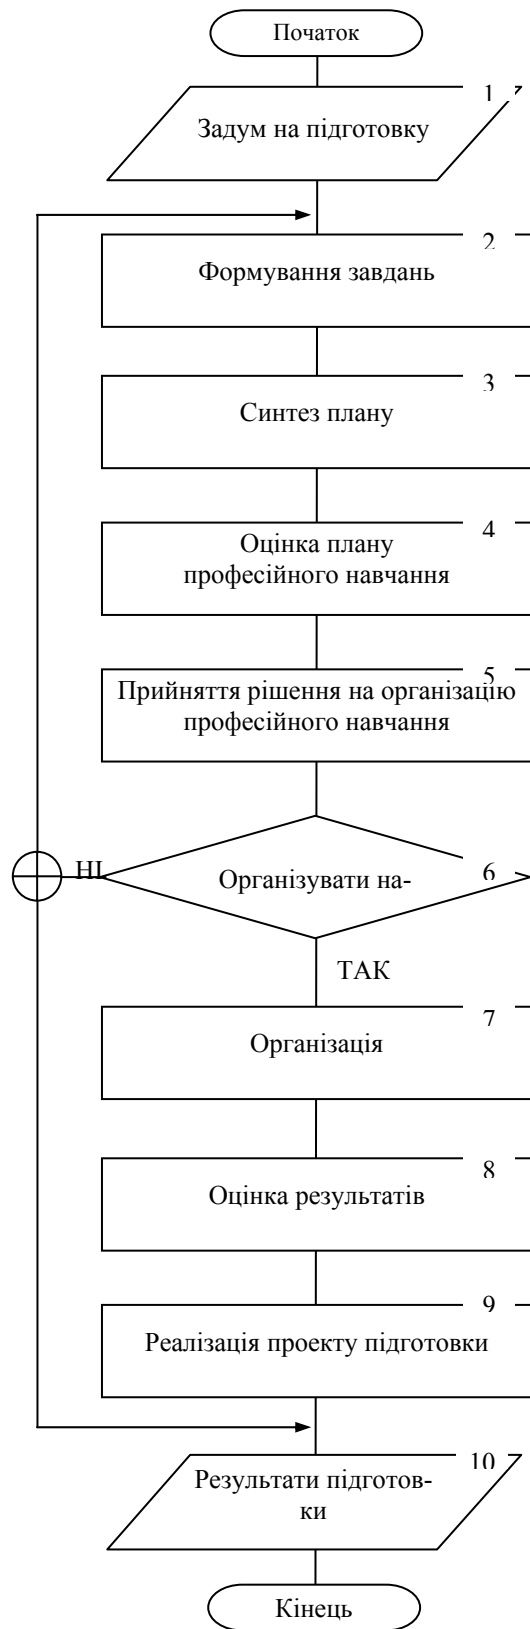 Початок
1
Задум на підготовку
2
Формування завдань
3
Синтез плану
4
Оцінка плану
професійного навчання
5
Прийняття рішення на організацію
професійного навчання
НІ
6
Організувати на-
ТАК
7
Організація
8
Оцінка результатів
9
Реалізація проекту підготовки
10
Результати підготов-
ки
Кінець